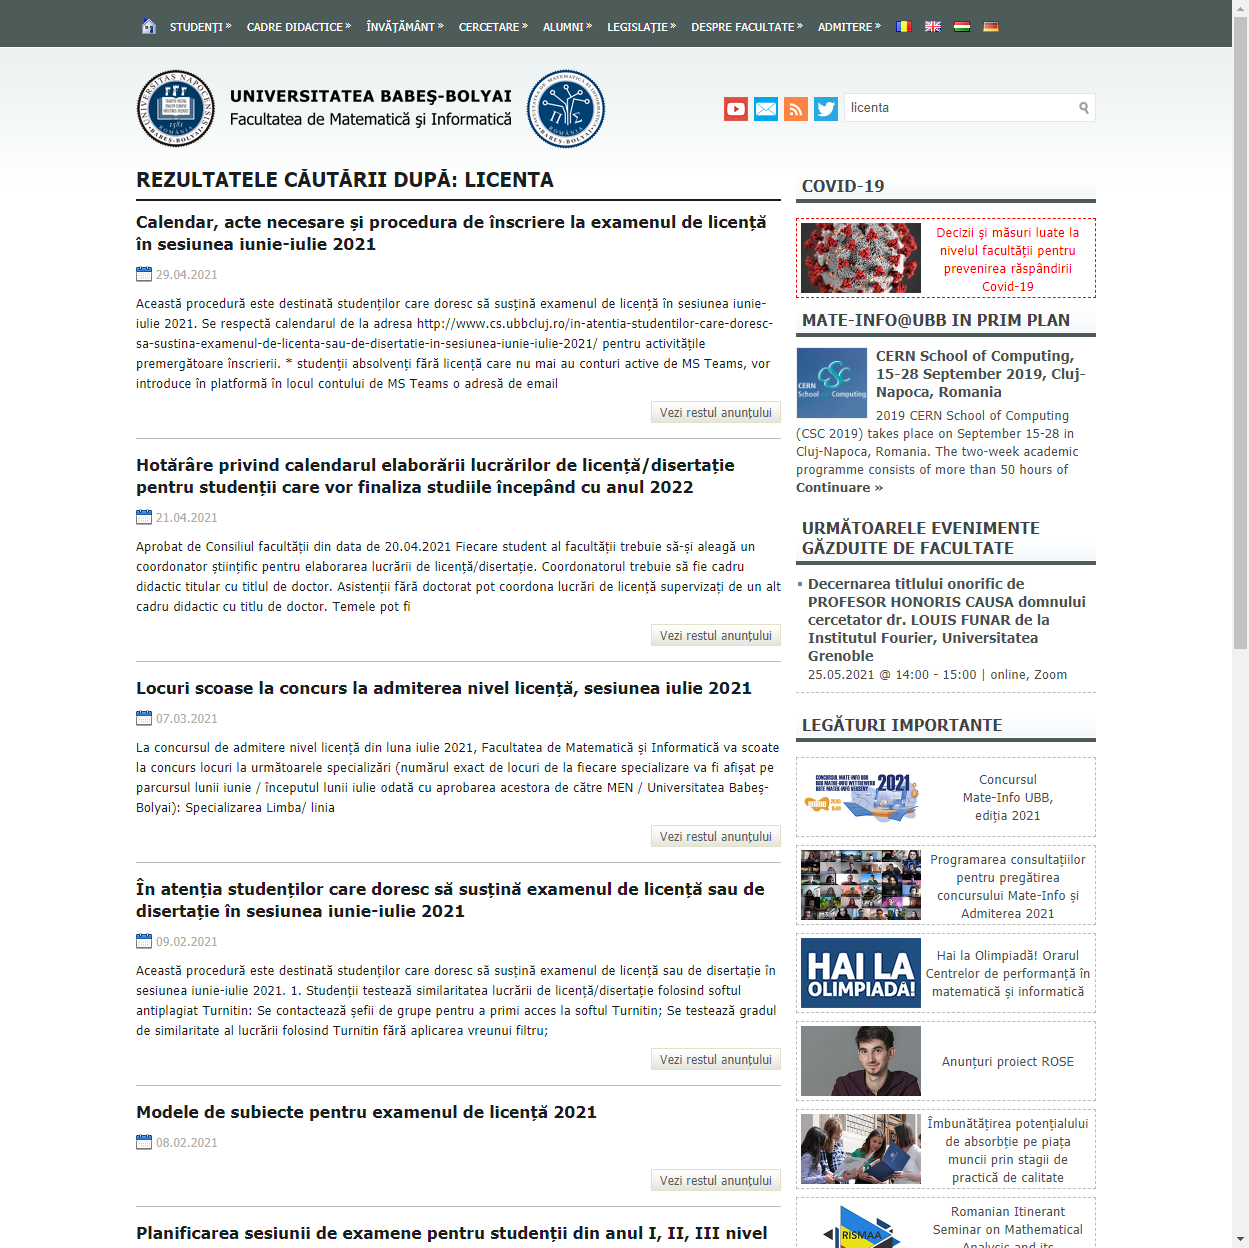 STUDENȚI » CADRE DIDACTICE » ÎNVĂȚĂMÂNT » CERCETARE » ALUMNI » LEGISLAȚIE » DESPRE FACULTATE » ADMITERE »
UNIVERSITATEA BABEŞ-BOLYAI
Facultatea de Matematică şi Informatică
licenta
REZULTATELE CĂUTĂRII DUPĂ: LICENTA
Calendar, acte necesare și procedura de înscriere la examenul de licență
în sesiunea iunie-iulie 2021
29.04.2021
Această procedură este destinată studenților care doresc să susțină examenul de licență în sesiunea iunie-
iulie 2021. Se respectă calendarul de la adresa http://www.cs.ubbcluj.ro/in-atentia-studentilor-care-doresc-
sa-sustina-examenul-de-licenta-sau-de-disertatie-in-sesiunea-iunie-iulie-2021/ pentru activitățile
premergătoare înscrierii. * studenții absolvenți fără licență care nu mai au conturi active de MS Teams, vor
introduce în platformă în locul contului de MS Teams o adresă de email
Vezi restul anunțului
Hotărâre privind calendarul elaborării lucrărilor de licență/disertație
pentru studenții care vor finaliza studiile începând cu anul 2022
21.04.2021
Aprobat de Consiliul facultății din data de 20.04.2021 Fiecare student al facultății trebuie să-și aleagă un
coordonator științific pentru elaborarea lucrării de licență/disertație. Coordonatorul trebuie să fie cadru
didactic titular cu titlul de doctor. Asistenții fără doctorat pot coordona lucrări de licență supervizați de un alt
cadru didactic cu titlu de doctor. Temele pot fi
Vezi restul anunțului
Locuri scoase la concurs la admiterea nivel licență, sesiunea iulie 2021
07.03.2021
La concursul de admitere nivel licență din luna iulie 2021, Facultatea de Matematică și Informatică va scoate
la concurs locuri la următoarele specializări (numărul exact de locuri de la fiecare specializare va fi afișat pe
parcursul lunii iunie / începutul lunii iulie odată cu aprobarea acestora de către MEN / Universitatea Babeș-
Bolyai): Specializarea Limba/ linia
Vezi restul anunțului
În atenția studenților care doresc să susțină examenul de licență sau de
disertație în sesiunea iunie-iulie 2021
09.02.2021
Această procedură este destinată studenților care doresc să susțină examenul de licență sau de disertație în
sesiunea iunie-iulie 2021. 1. Studenții testează similaritatea lucrării de licență/disertație folosind softul
antiplagiat Turnitin: Se contactează șefii de grupe pentru a primi acces la softul Turnitin; Se testează gradul
de similaritate al lucrării folosind Turnitin fără aplicarea vreunui filtru;
Vezi restul anunțului
Modele de subiecte pentru examenul de licență 2021
08.02.2021
Vezi restul anunțului
Planificarea sesiunii de examene pentru studenții din anul I, II, III nivel
COVID-19
Decizii și măsuri luate la
nivelul facultății pentru
prevenirea răspândirii
Covid-19
MATE-INFO@UBB IN PRIM PLAN
CERN
School of Computing
CERN School of Computing,
15-28 September 2019, Cluj-
Napoca, Romania
2019 CERN School of Computing
(CSC 2019) takes place on September 15-28 in
Cluj-Napoca, Romania. The two-week academic
programme consists of more than 50 hours of
Continuare »
URMĂTOARELE EVENIMENTE
GĂZDUITE DE FACULTATE
Decernarea titlului onorific de
PROFESOR HONORIS CAUSA domnului
cercetator dr. LOUIS FUNAR de la
Institutul Fourier, Universitatea
Grenoble
25.05.2021 @ 14:00 - 15:00 | online, Zoom
LEGĂTURI IMPORTANTE
2021
Concursul
Mate-Info UBB,
ediția 2021
Programarea consultațiilor
pentru pregătirea
concursului Mate-Info și
Admiterea 2021
HAI LA
OLIMPIADĂ!
Hai la Olimpiadă! Orarul
Centrelor de performanță în
matematică și informatică
Anunțuri proiect ROSE
Îmbunătățirea potențialului
de absorbție pe piața
muncii prin stagii de
practică de calitate
RISMAA
Romanian Itinerant
Seminar on Mathematical
Analysis and its